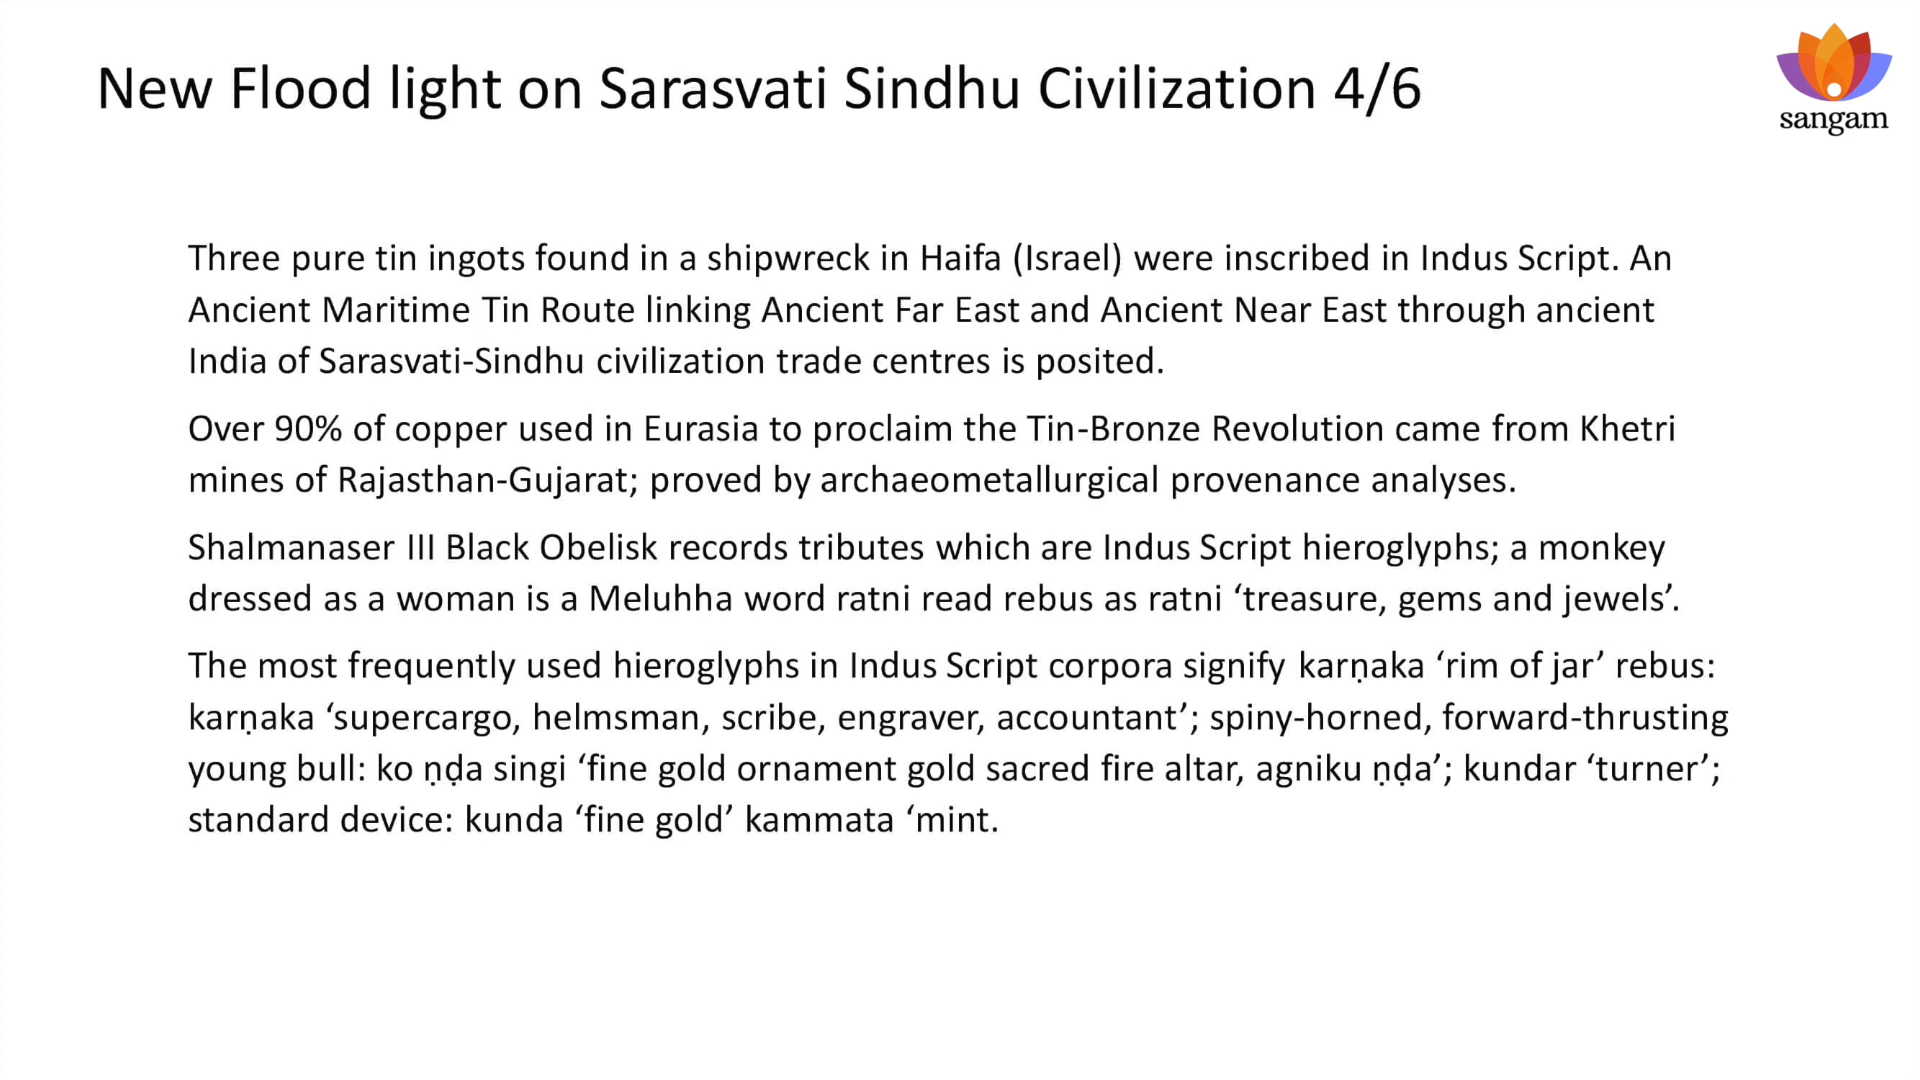 New Flood light on Sarasvati Sindhu Civilization 4/6
sangam
Three pure tin ingots found in a shipwreck in Haifa (Israel) were inscribed in Indus Script. An
Ancient Maritime Tin Route linking Ancient Far East and Ancient Near East through ancient
India of Sarasvati-Sindhu civilization trade centres is posited.
Over 90% of copper used in Eurasia to proclaim the Tin-Bronze Revolution came from Khetri
mines of Rajasthan-Gujarat; proved by archaeometallurgical provenance analyses.
Shalmanaser III Black Obelisk records tributes which are Indus Script hieroglyphs; a monkey
dressed as a woman is a Meluhha word ratni read rebus as ratni ‘treasure, gems and jewels’.
The most frequently used hieroglyphs in Indus Script corpora signify karṇaka ‘rim of jar’ rebus:
karṇaka ‘supercargo, helmsman, scribe, engraver, accountant’; spiny-horned, forward-thrusting
young bull: ko ṇḍa singi ‘fine gold ornament gold sacred fire altar, agniku ṇḍa’; kundar ‘turner’;
standard device: kunda ‘fine gold’ kammata ‘mint.